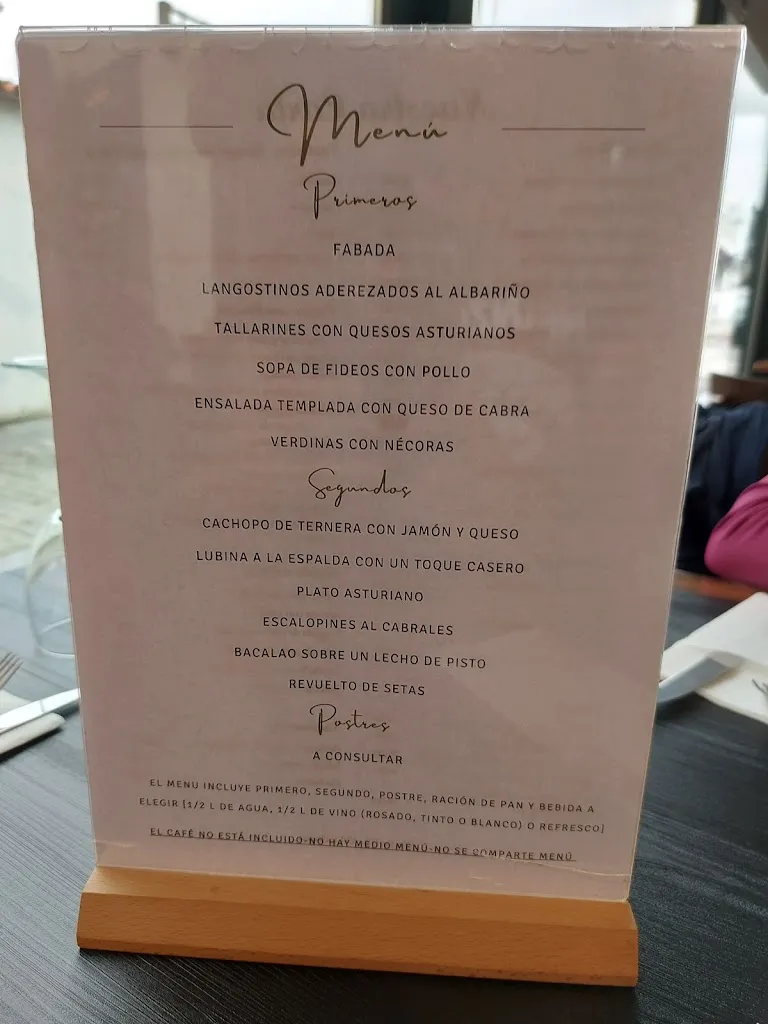 Menú
Primeros
FABADA
LANGOSTINOS ADEREZADOS AL ALBARIÑO
TALLARINES CON QUESOS ASTURIANOS
SOPA DE FIDEOS CON POLLO
ENSALADA TEMPLADA CON QUESO DE CABRA
VERDINAS CON NÉCORAS
Segundos
CACHOPO DE TERNERA CON JAMÓN Y QUESO
LUBINA A LA ESPALDA CON UN TOQUE CASERO
PLATO ASTURIANO
ESCALOPINES AL CABRALES
BACALAO SOBRE UN LECHO DE PISTO
REVUELTO DE SETAS
Postres
A CONSULTAR
EL MENU INCLUYE PRIMERO, SEGUNDO, POSTRE, RACIÓN DE PAN Y BEBIDA A
ELEGIR [1/2 L DE AGUA, 1/2 L DE VINO (ROSADO, TINTO O BLANCO) O REFRESCO]
EL CAFÉ NO ESTÁ INCLUIDO-NO HAY MEDIO MENÚ-NO SE COMPARTE MENÚ